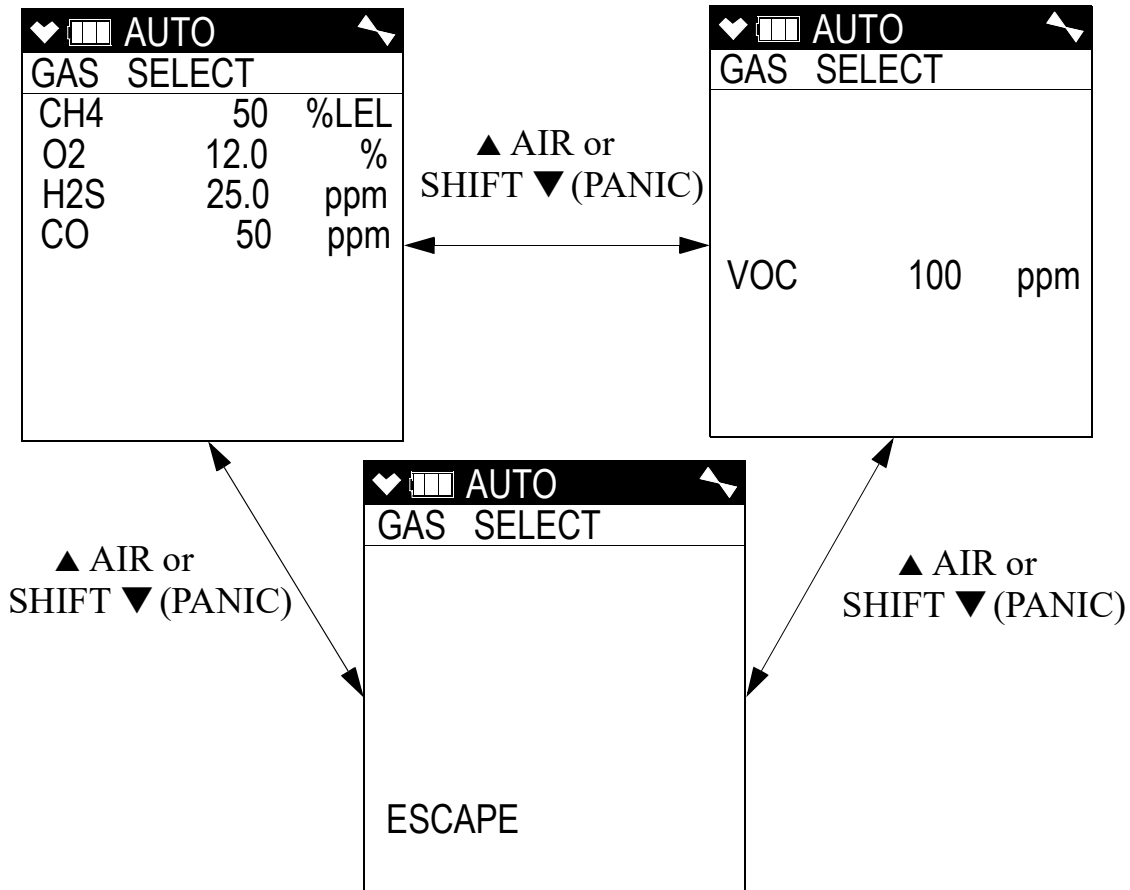 AUTO
GAS SELECT
CH4 50 %LEL
O2 12.0 %
H2S 25.0 ppm
CO 50 ppm
▲ AIR or
SHIFT ▼ (PANIC)
AUTO
GAS SELECT
VOC 100 ppm
▲ AIR or
SHIFT ▼ (PANIC)
AUTO
GAS SELECT
ESCAPE
▲ AIR or
SHIFT ▼ (PANIC)